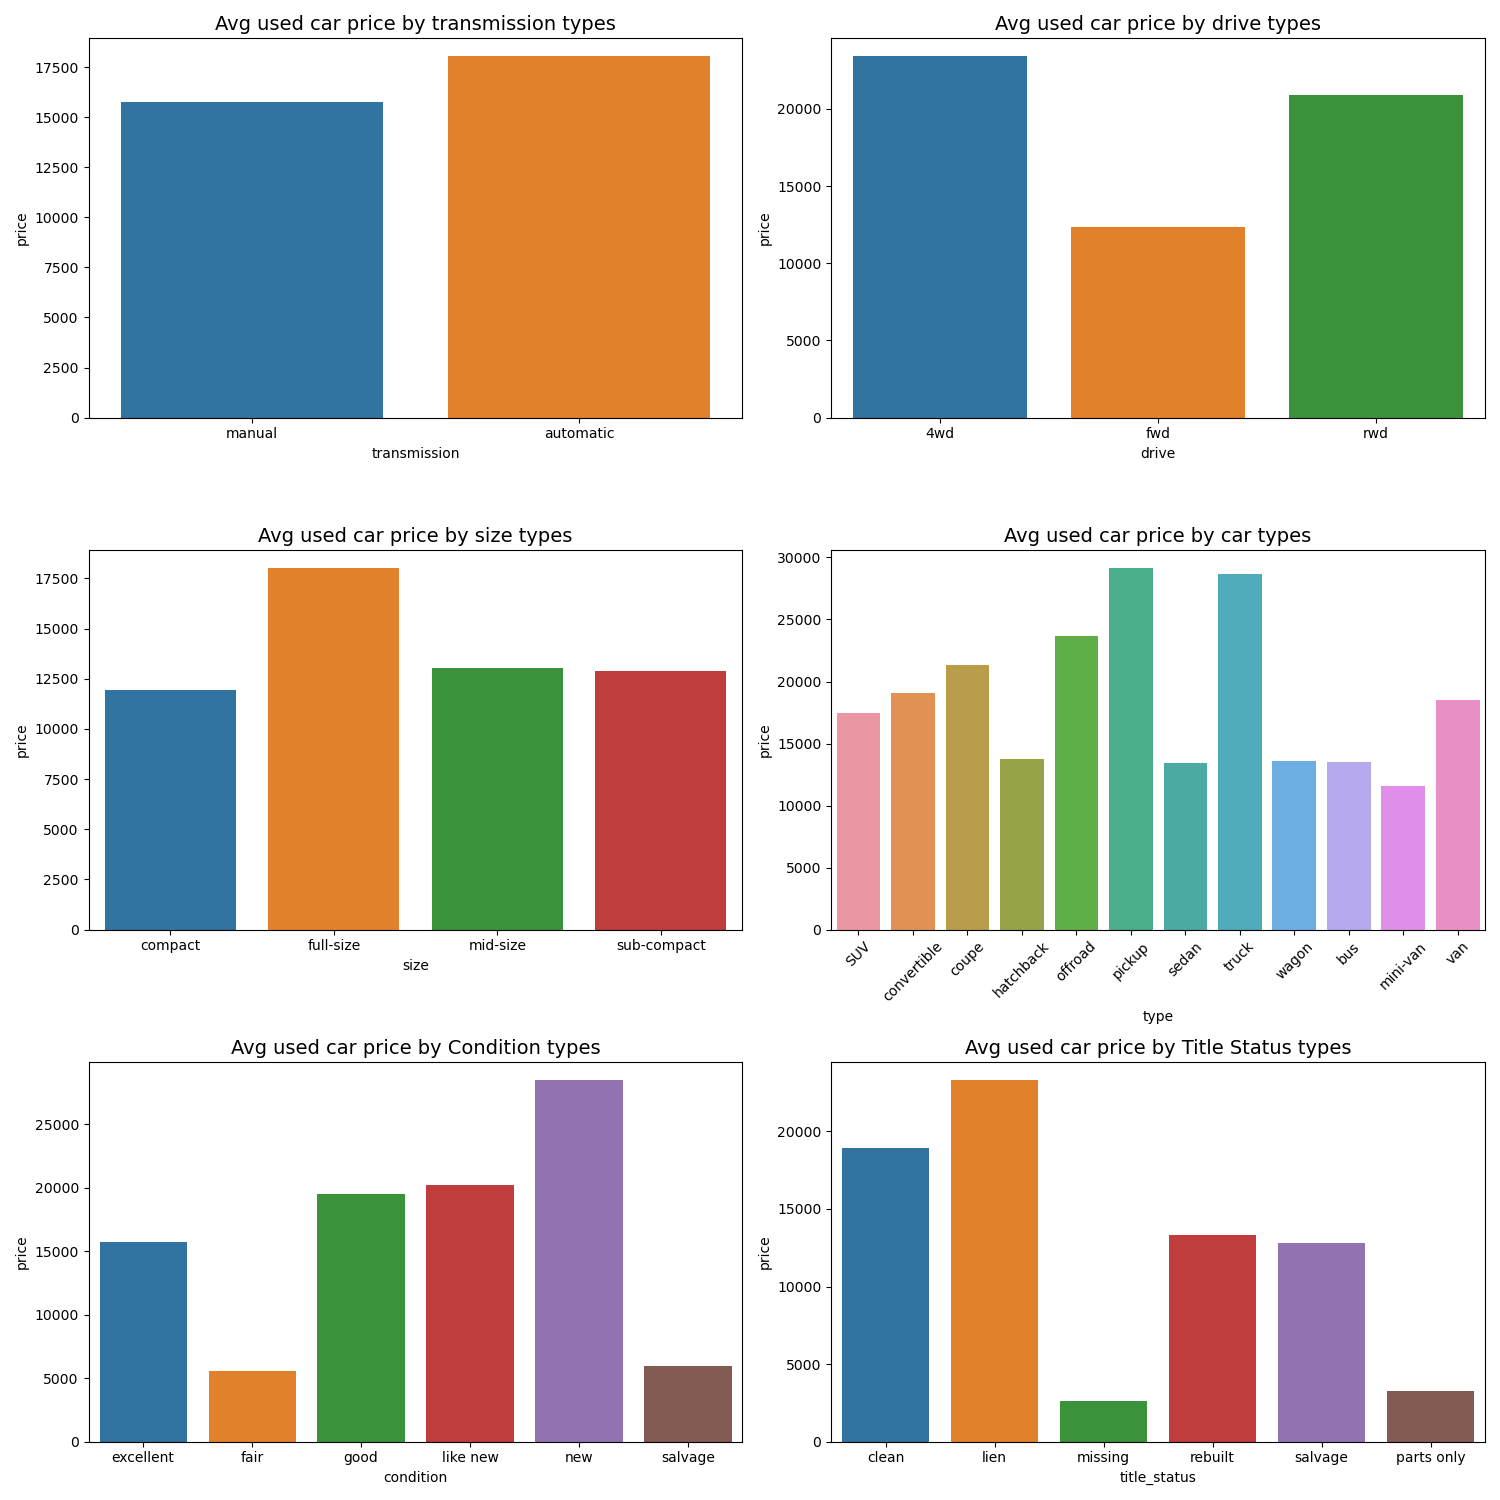 Avg used car price by transmission types
17500
15000
12500
10000
7500
5000
2500
0
price
manual automatic
transmission
Avg used car price by drive types
20000
15000
10000
5000
0
price
4wd fwd rwd
drive
Avg used car price by size types
17500
15000
12500
10000
7500
5000
2500
0
price
compact full-size mid-size sub-compact
size
Avg used car price by car types
30000
25000
20000
15000
10000
5000
0
price
SUV convertible coupe hatchback offroad pickup sedan truck wagon bus mini-van van
type
Avg used car price by Condition types
25000
20000
15000
10000
5000
0
price
excellent fair good like new new salvage
condition
Avg used car price by Title Status types
20000
15000
10000
5000
0
price
clean lien missing rebuilt salvage parts only
title_status